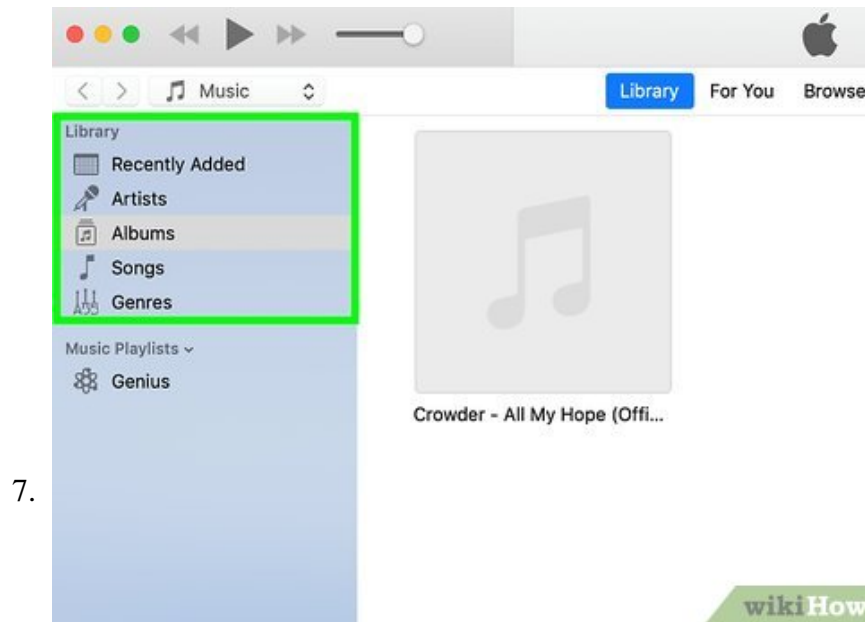 Music
Library For You Browse
Library
Recently Added
Artists
Albums
Songs
Genres
Music Playlists
Genius
Crowder - All My Hope (Offi...
7.
wikiHow